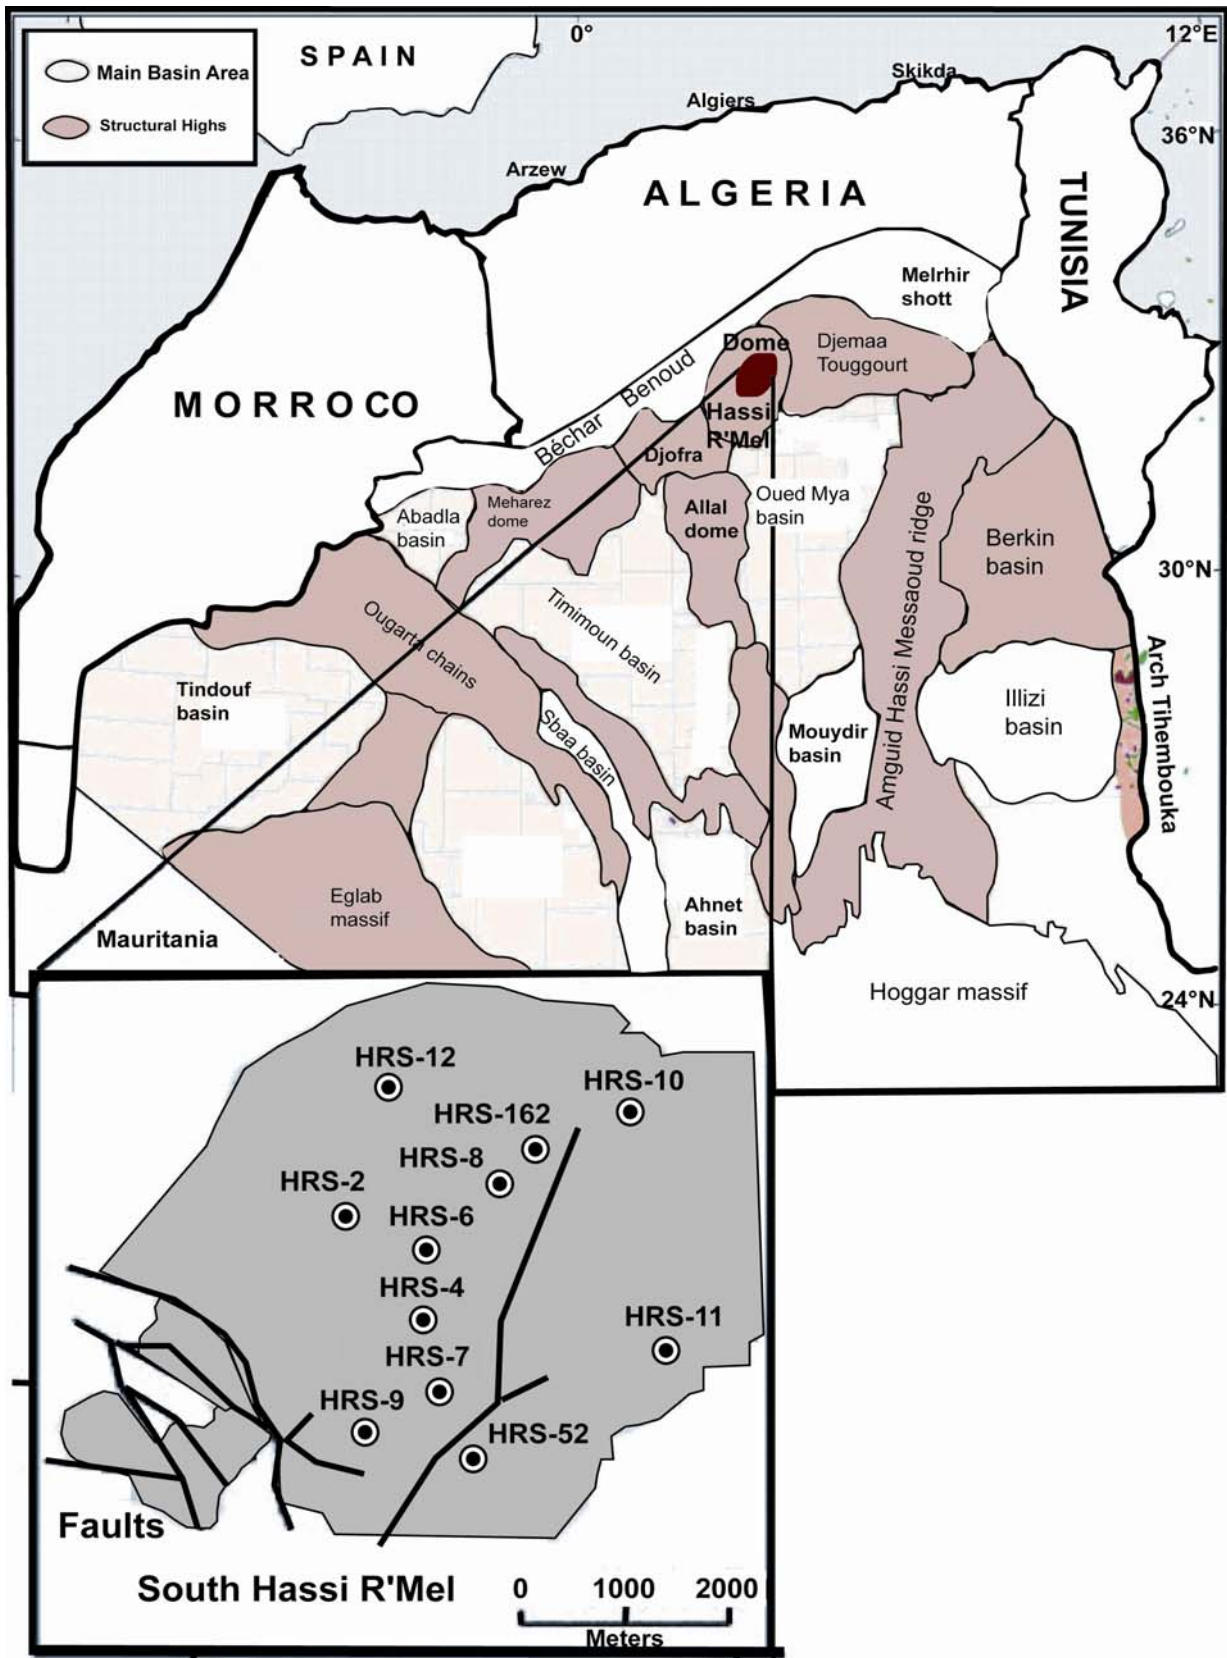 SPAIN
0°
12°E
Main Basin Area
Structural Highs
Skikda
Algiers
36°N
Arzew
ALGERIA
TUNISIA
Melrhir
shott
Dome
Djemaa
Touggourt
Benoud
MORROCO
Hassi
R'Mel
Béchar
Djofra
Meharez
dome
Oued Mya
basin
Abadla
basin
Allal
dome
Berkin
basin
30°N
Timimoun basin
Ougarta chains
Amguid Hassi Messaoud ridge
Arch Tihembouka
Tindouf
basin
Illizi
basin
Sbaa basin
Mouydir
basin
Eglab
massif
Ahnet
basin
Mauritania
Hoggar massif
24°N
HRS-12
HRS-10
HRS-162
HRS-8
HRS-2
HRS-6
HRS-4
HRS-11
HRS-7
HRS-9
HRS-52
Faults
South Hassi R'Mel
0 1000 2000
Meters